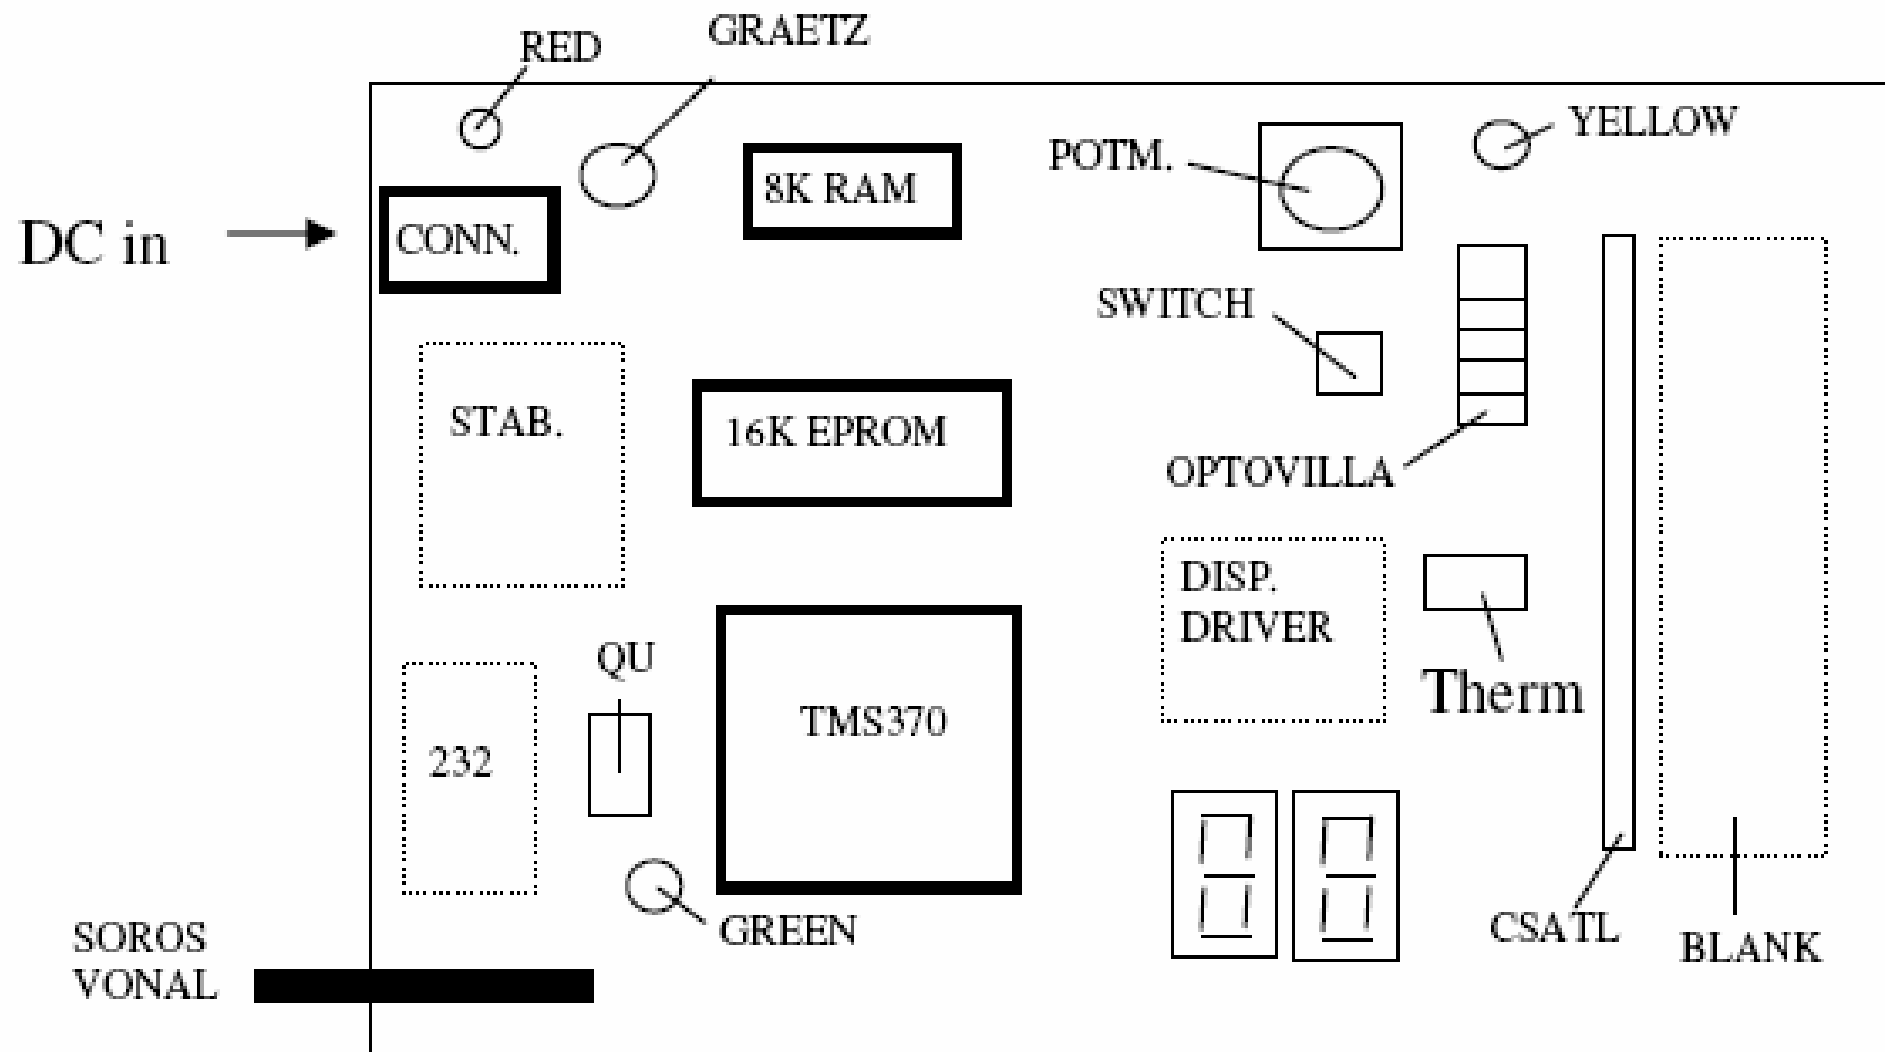 RED
GRAETZ
YELLOW
POTM.
8K RAM
DC in
CONN.
SWITCH
STAB.
16K EPROM
OPTOVILLA
DISP.
DRIVER
QU
Therm
TMS370
232
GREEN
CSATL
BLANK
SOROS
VONAL